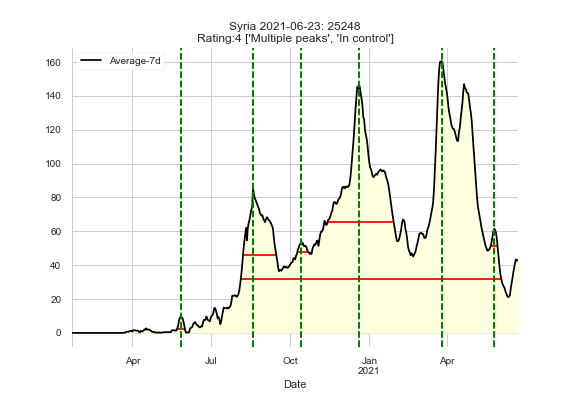 Syria 2021-06-23: 25248
Rating:4 ['Multiple peaks', 'In control']
Average-7d
160
140
120
100
80
60
40
20
0
Apr
Jul
Oct
Jan
2021
Apr
Date